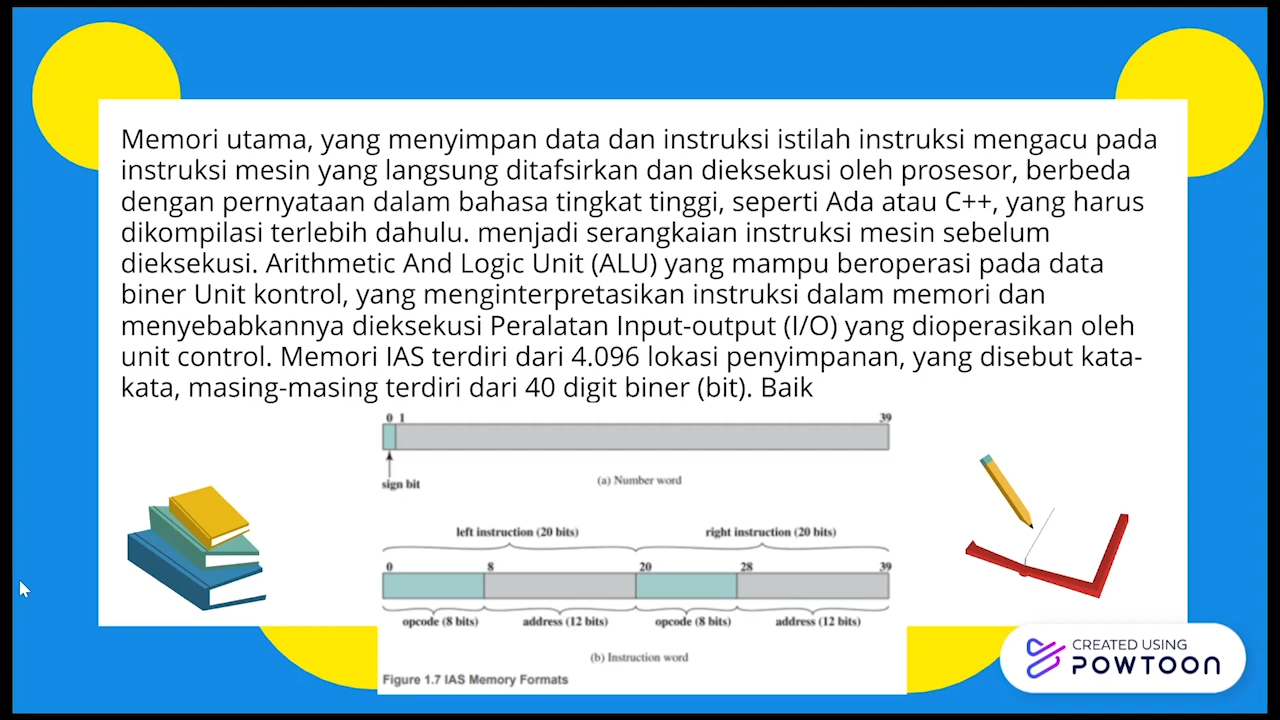 Memori utama, yang menyimpan data dan instruksi istilah instruksi mengacu pada
instruksi mesin yang langsung ditafsirkan dan dieksekusi oleh prosesor, berbeda
dengan pernyataan dalam bahasa tingkat tinggi, seperti Ada atau C++, yang harus
dikompilasi terlebih dahulu. menjadi serangkaian instruksi mesin sebelum
dieksekusi. Arithmetic And Logic Unit (ALU) yang mampu beroperasi pada data
biner Unit kontrol, yang menginterpretasikan instruksi dalam memori dan
menyebabkannya dieksekusi Peralatan Input-output (I/O) yang dioperasikan oleh
unit control. Memori IAS terdiri dari 4.096 lokasi penyimpanan, yang disebut kata-
kata, masing-masing terdiri dari 40 digit biner (bit). Baik
0 1 39
sign bit
(a) Number word
left instruction (20 bits) right instruction (20 bits)
0 8 20 28 39
opcode (8 bits) address (12 bits) opcode (8 bits) address (12 bits)
(b) Instruction word
Figure 1.7 IAS Memory Formats
CREATED USING
POWTOON